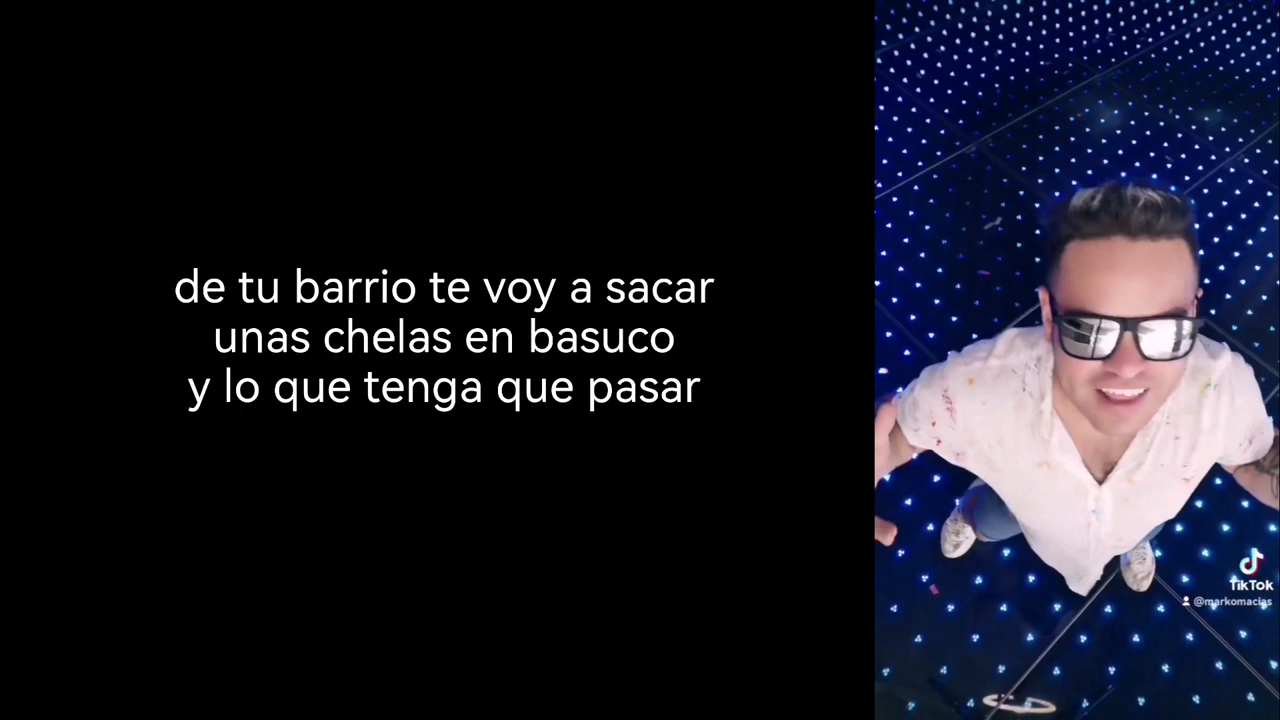 de tu barrio te voy a sacar
unas chelas en basuco
y lo que tenga que pasar
TikTok
@markomacias